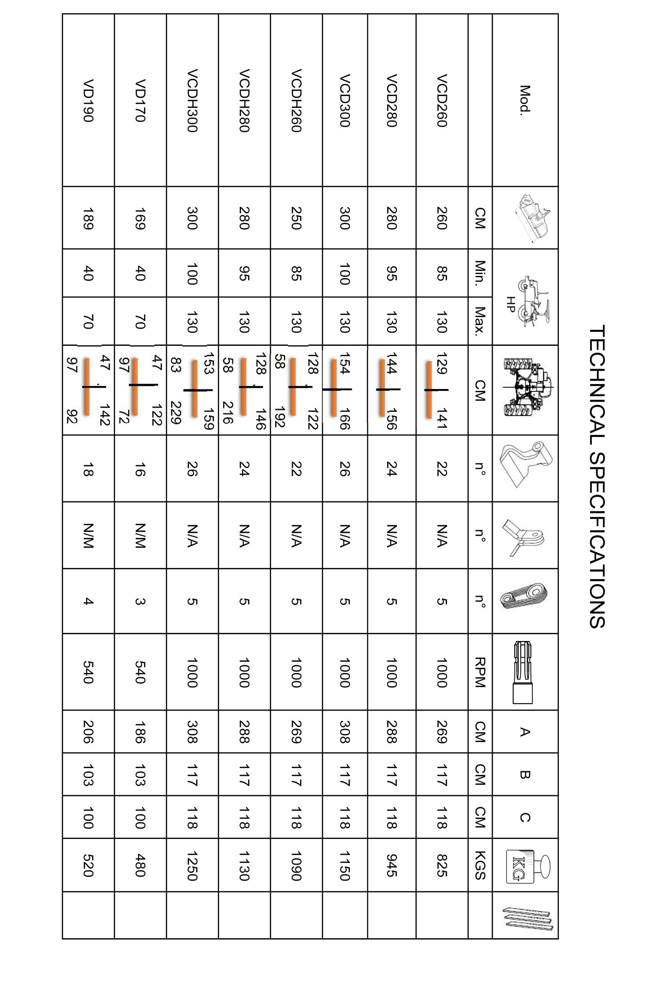 TECHNICAL SPECIFICATIONS
Mod. HP A B C KG
CM Min. Max. CM n° n° n° RPM CM CM CM KGS
VCD260 260 85 130 129 141 22 N/A 5 1000 269 117 118 825
VCD280 280 95 130 144 156 24 N/A 5 1000 288 117 118 945
VCD300 300 100 130 154 166 26 N/A 5 1000 308 117 118 1150
128 122
VCDH260 250 85 130 22 N/A 5 1000 269 117 118 1090
58 192
128 146
VCDH280 280 95 130 24 N/A 5 1000 288 117 118 1130
58 216
153 159
VCDH300 300 100 130 26 N/A 5 1000 308 117 118 1250
83 229
47 122
VD170 169 40 70 16 N/M 3 540 186 103 100 480
97 72
47 142
VD190 189 40 70 18 N/M 4 540 206 103 100 520
97 92